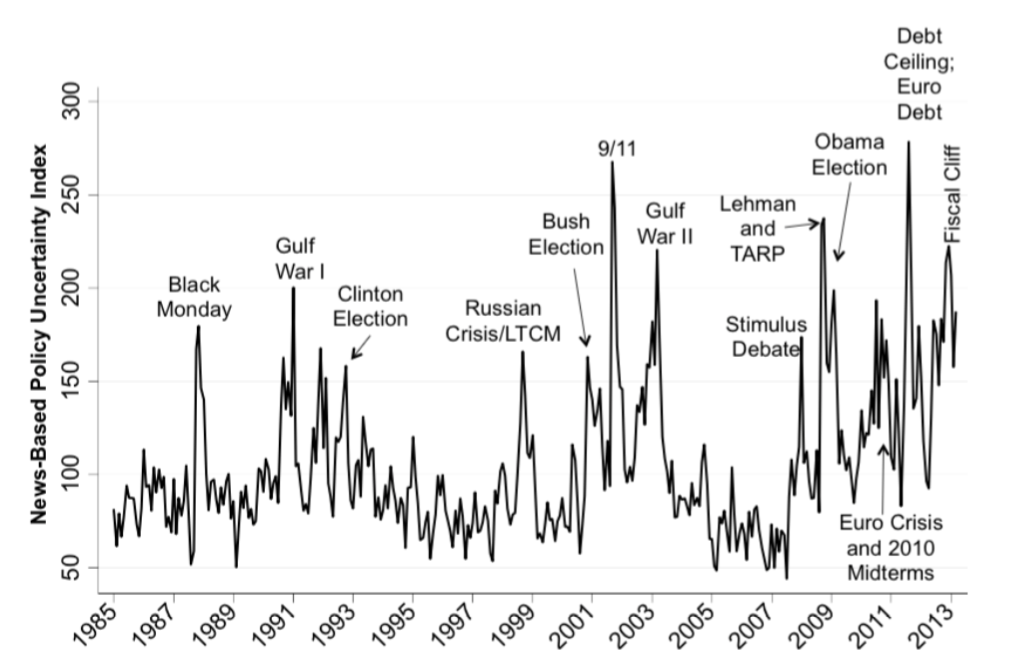 Debt
Ceiling;
Euro
Debt
300
Obama
Election
9/11
Fiscal Cliff
250
Lehman
and
TARP
Gulf
War II
Bush
Election
News-Based Policy Uncertainty Index
Gulf
War I
200
Black
Monday
Clinton
Election
Russian
Crisis/LTCM
Stimulus
Debate
150
100
Euro Crisis
and 2010
Midterms
50
1985
1987
1989
1991
1993
1995
1997
1999
2001
2003
2005
2007
2009
2011
2013